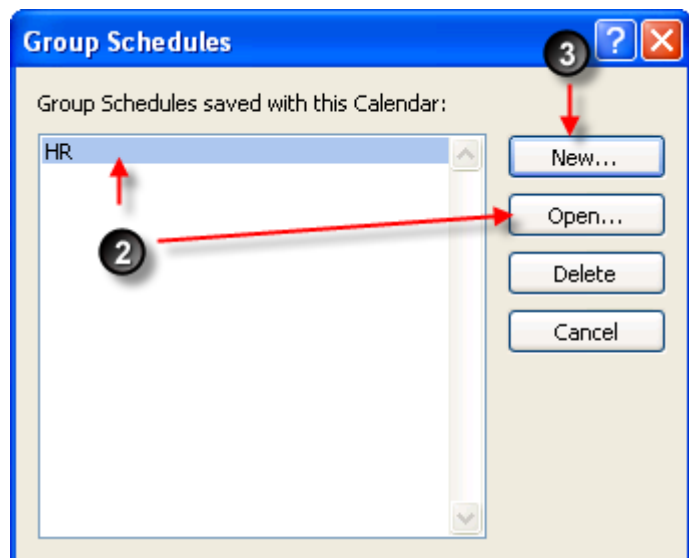 Group Schedules
3
?
Group Schedules saved with this Calendar:
HR
New...
Open...
2
Delete
Cancel